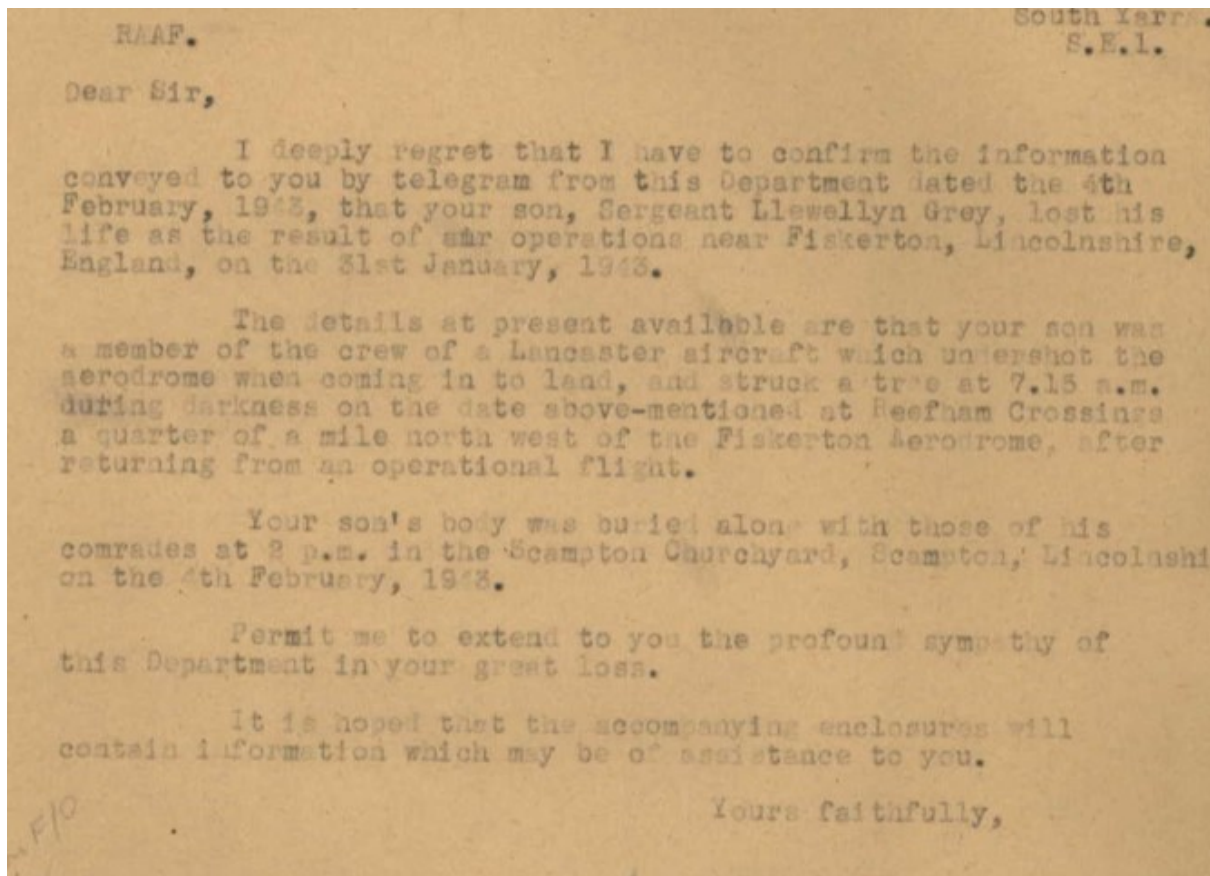 South Yarra.
RAAF.
S.E.1.
Dear Sir,
I deeply regret that I have to confirm the information
conveyed to you by telegram from this Department dated the 4th
February, 1943, that your son, Sergeant Llewellyn Grey, lost his
life as the result of air operations near Fiskerton, Lincolnshire,
England, on the 31st January, 1943.
The details at present available are that your son was
a member of the crew of a Lancaster aircraft which undershot the
aerodrome when coming in to land, and struck a tree at 7.15 a.m.
during darkness on the date above-mentioned at Reefham Crossings
a quarter of a mile north west of the Fiskerton Aerodrome, after
returning from an operational flight.
Your son's body was buried along with those of his
comrades at 2 p.m. in the Scampton Churchyard, Scampton, Lincolnshi
on the 4th February, 1943.
Permit me to extend to you the profound sympathy of
this Department in your great loss.
It is hoped that the accompanying enclosures will
contain information which may be of assistance to you.
Yours faithfully,
F/O